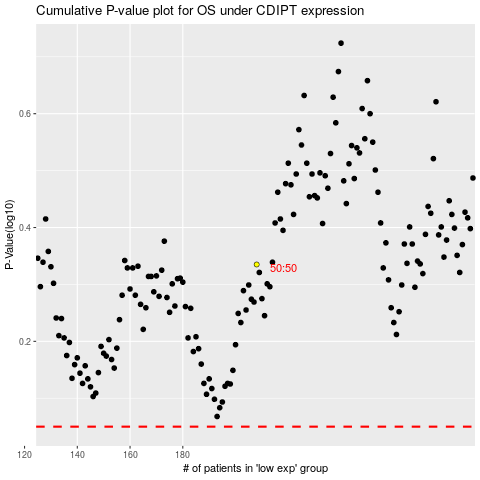 Cumulative P-value plot for OS under CDIPT expression
P-Value(log10)
0.6
0.4
0.2
50:50
120 140 160 180
# of patients in 'low exp' group